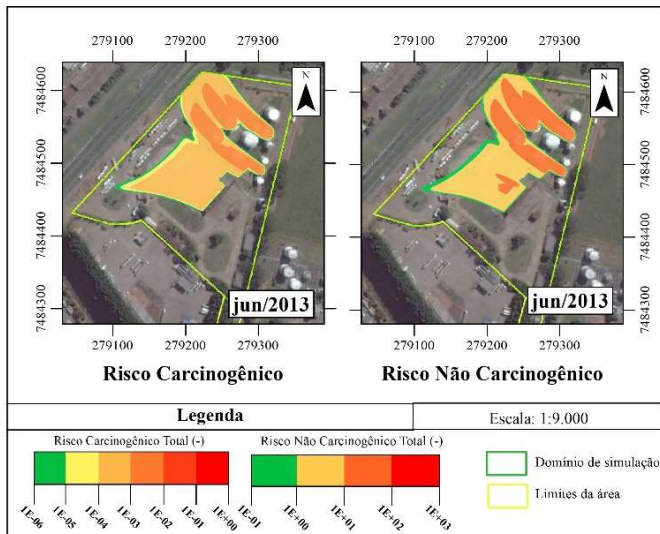 279100 279200 279300
279100 279200 279300
7484600
7484500
7484400
7484300
N
jun/2013
7484600
7484500
7484400
7484300
N
jun/2013
279100 279200 279300
279100 279200 279300
Risco Carcinogênico
Risco Não Carcinogênico
Legenda
Escala: 1:9.000
Risco Carcinogênico Total (-)
1E-06 1E-05 1E-04 1E-03 1E-02 1E-01 1E+00
Risco Não Carcinogênico Total (-)
1E-01 1E+00 1E+01 1E+02 1E+03
Domínio de simulação
Limites da área